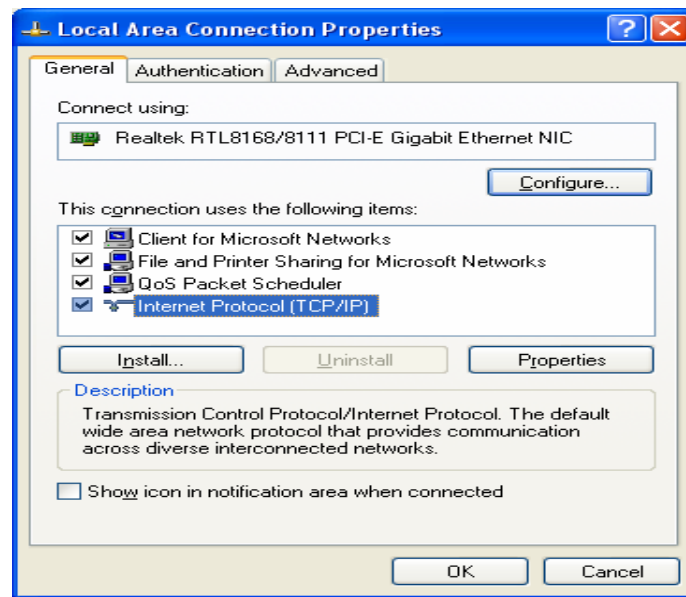 Local Area Connection Properties
General Authentication Advanced
Connect using:
Realtek RTL8168/8111 PCI-E Gigabit Ethernet NIC
Configure...
This connection uses the following items:
Client for Microsoft Networks
File and Printer Sharing for Microsoft Networks
QoS Packet Scheduler
Internet Protocol (TCP/IP)
Install... Uninstall Properties
Description
Transmission Control Protocol/Internet Protocol. The default
wide area network protocol that provides communication
across diverse interconnected networks.
Show icon in notification area when connected
OK Cancel